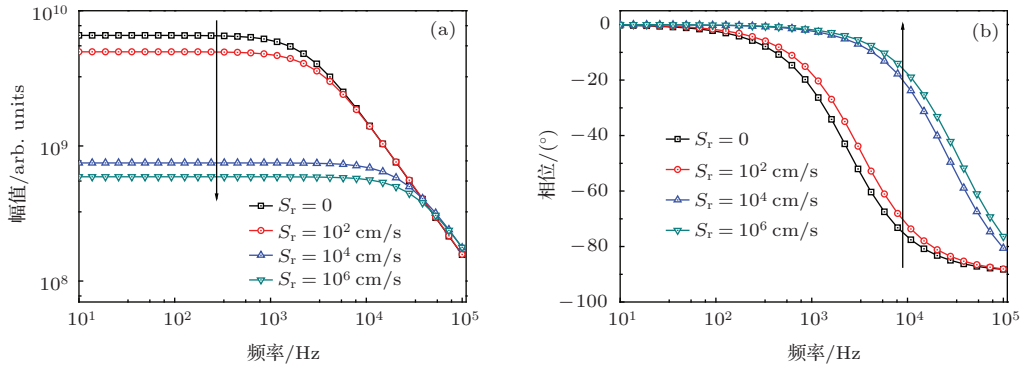 (a)
10^10
10^9
10^8
幅值/arb. units
S_r = 0
S_r = 10^2 cm/s
S_r = 10^4 cm/s
S_r = 10^6 cm/s
10^1 10^2 10^3 10^4 10^5
频率/Hz
(b)
0
−20
−40
−60
−80
−100
相位/(°)
S_r = 0
S_r = 10^2 cm/s
S_r = 10^4 cm/s
S_r = 10^6 cm/s
10^1 10^2 10^3 10^4 10^5
频率/Hz